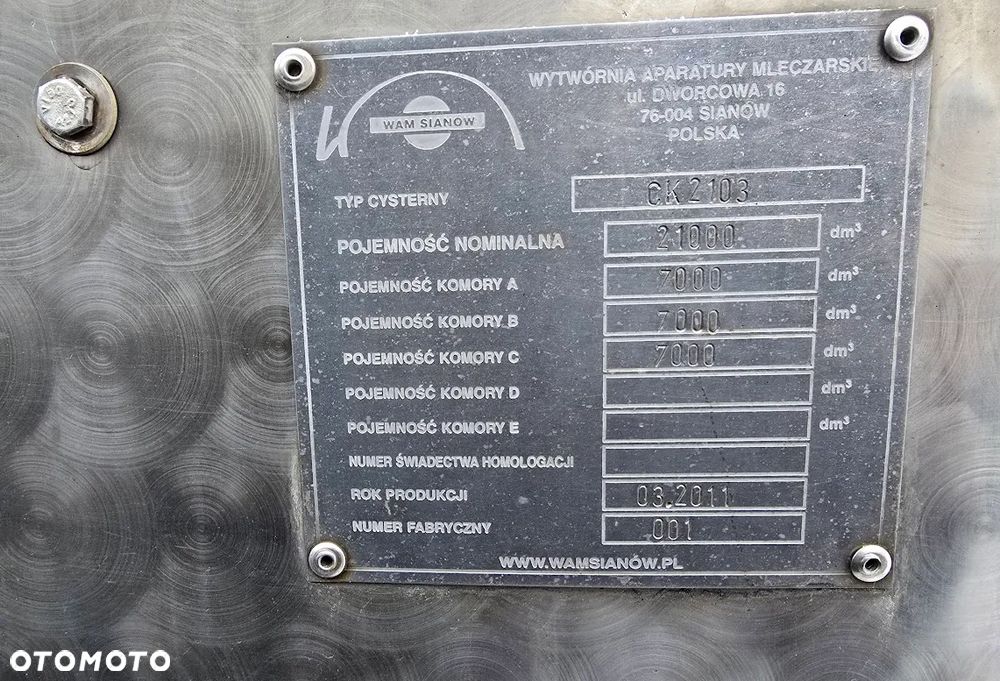 WYTWÓRNIA APARATURY MLECZARSKIEJ
ul. DWORCOWA 16
76-004 SIANÓW
POLSKA
WAM SIANÓW
TYP CYSTERNY CK2103
POJEMNOŚĆ NOMINALNA 21000 dm³
POJEMNOŚĆ KOMORY A 7000 dm³
POJEMNOŚĆ KOMORY B 7000 dm³
POJEMNOŚĆ KOMORY C 7000 dm³
POJEMNOŚĆ KOMORY D dm³
POJEMNOŚĆ KOMORY E dm³
NUMER ŚWIADECTWA HOMOLOGACJI
ROK PRODUKCJI 03.2011
NUMER FABRYCZNY 001
WWW.WAMSIANÓW.PL
OTOMOTO